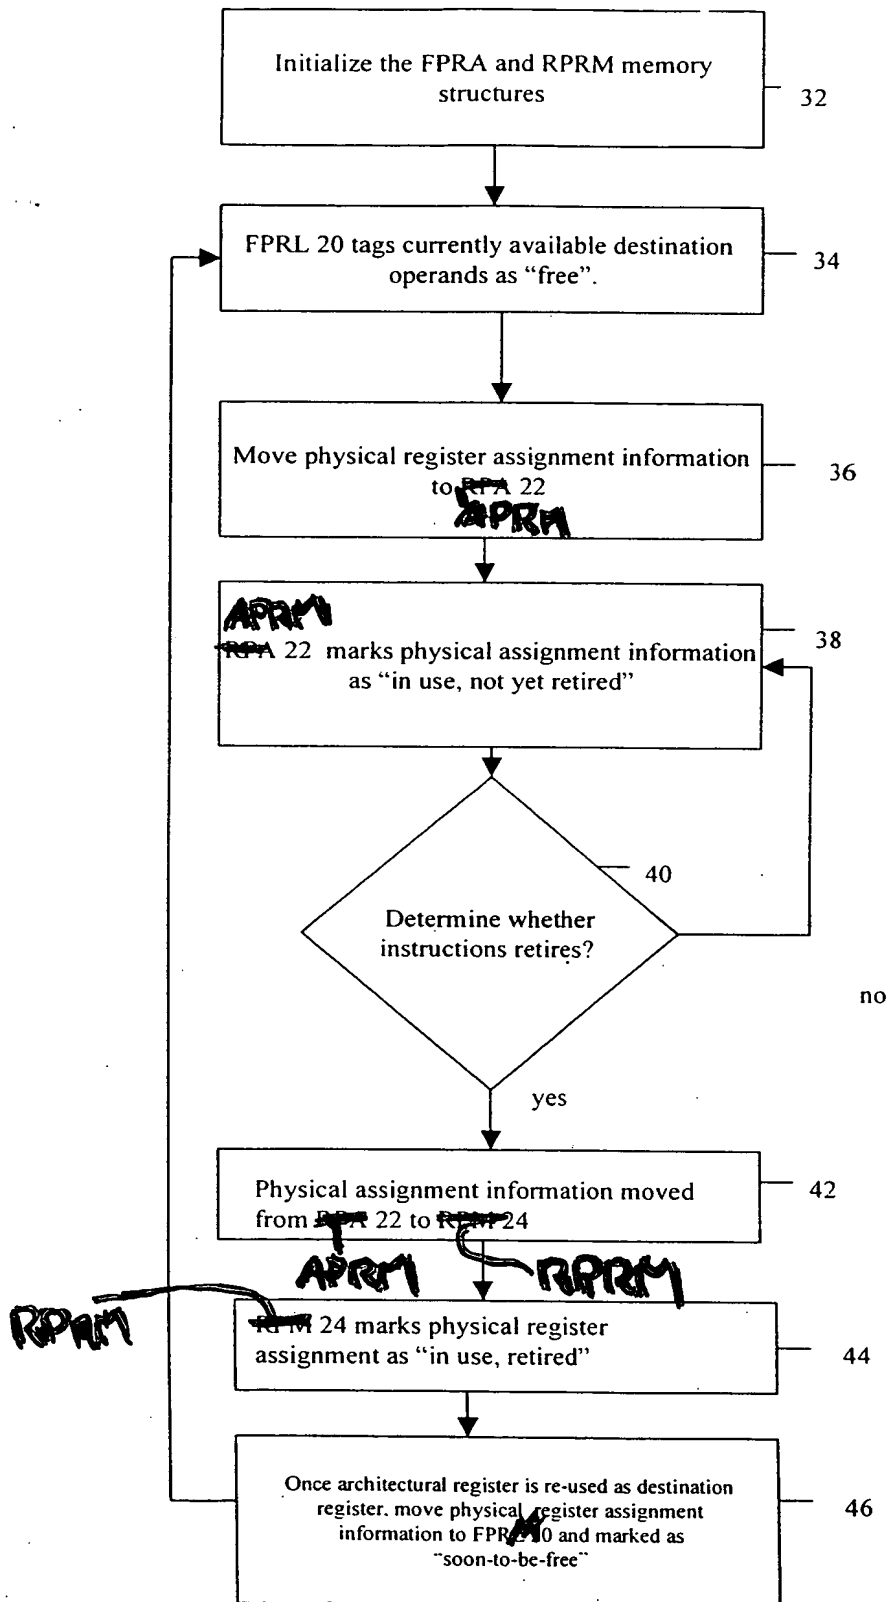 Initialize the FPRA and RPRM memory
structures
32
FPRL 20 tags currently available destination
operands as “free”.
34
Move physical register assignment information
to RPA 22
APRM
36
APRM
RPA 22 marks physical assignment information
as “in use, not yet retired”
38
40
Determine whether
instructions retires?
no
yes
Physical assignment information moved
from RPA 22 to RPM 24
42
APRM
RPRM
RPRM
RPM 24 marks physical register
assignment as “in use, retired”
44
Once architectural register is re-used as destination
register. move physical register assignment
information to and marked as
“soon-to-be-free”
46